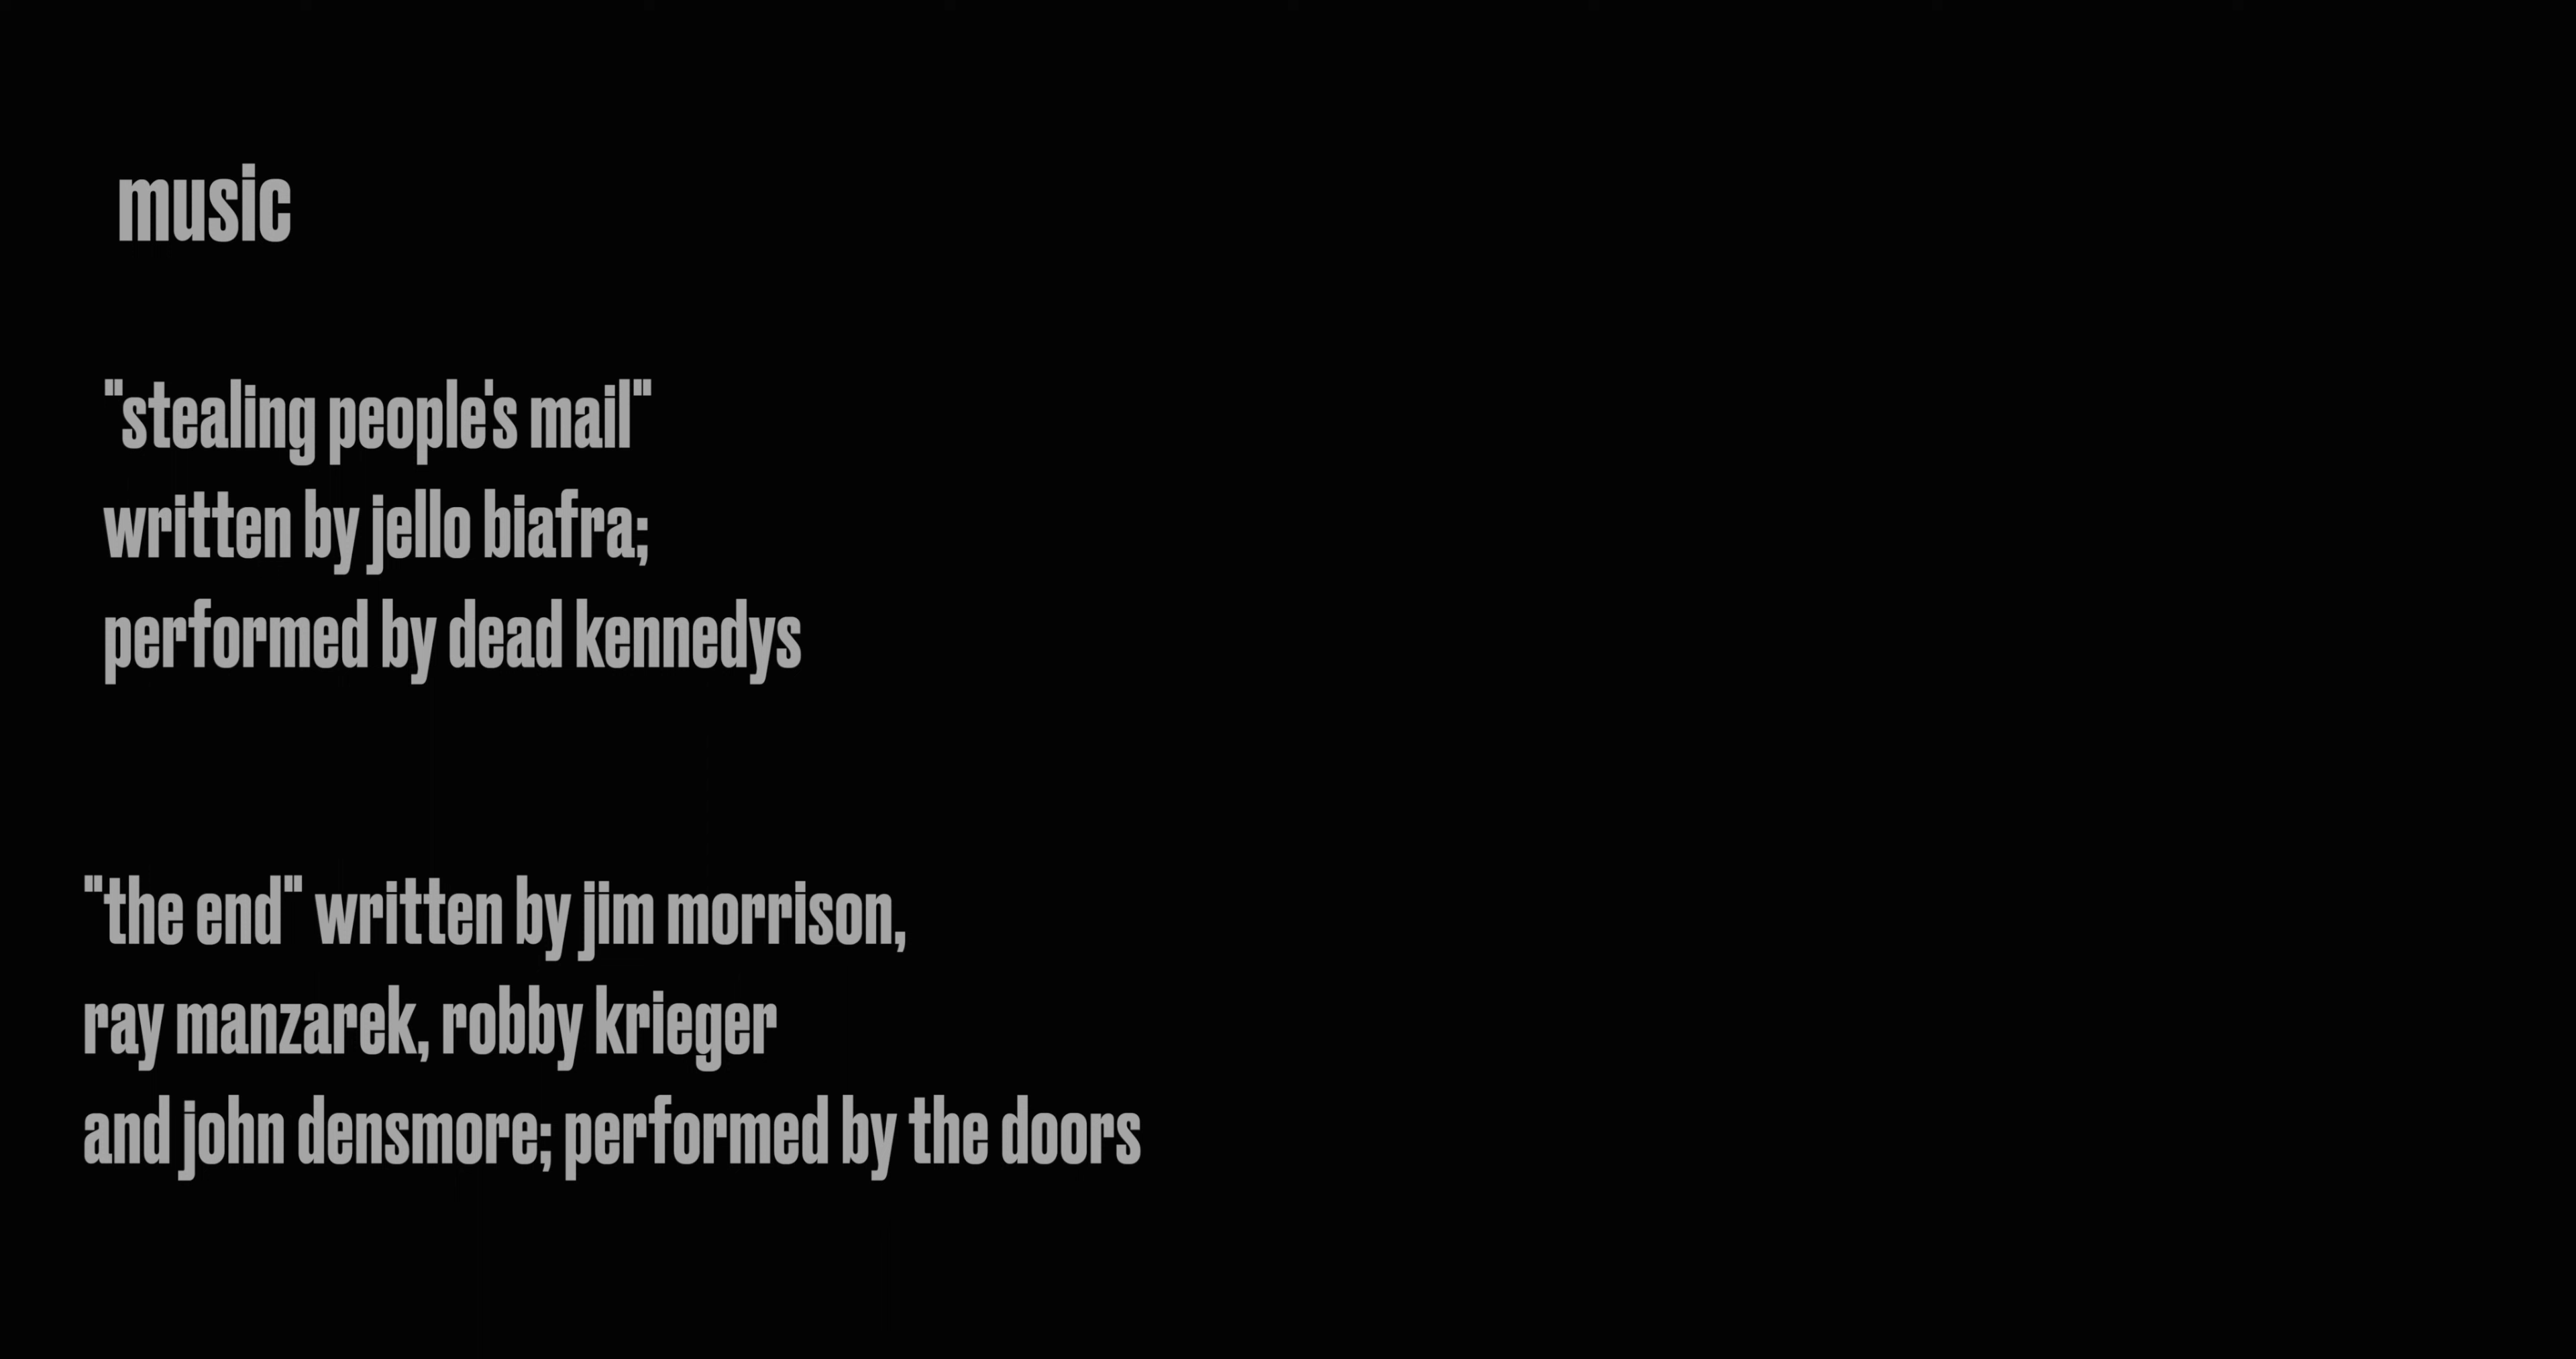 music
"stealing people's mail"
written by jello biafra;
performed by dead kennedys
"the end" written by jim morrison,
ray manzarek, robby krieger
and john densmore; performed by the doors